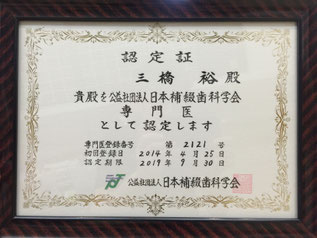 認定証
三橋 裕 殿
貴殿を公益社団法人日本補綴歯科学会
専門医
として認定します
専門医登録番号 第 2121 号
初回登録日 2014 年 4 月 25 日
認定期限 2019 年 9 月 30 日
公益社団法人日本補綴歯科学会